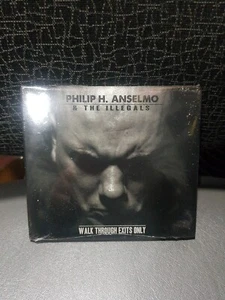 PHILIP H. ANSELMO
& THE ILLEGALS
WALK THROUGH EXITS ONLY